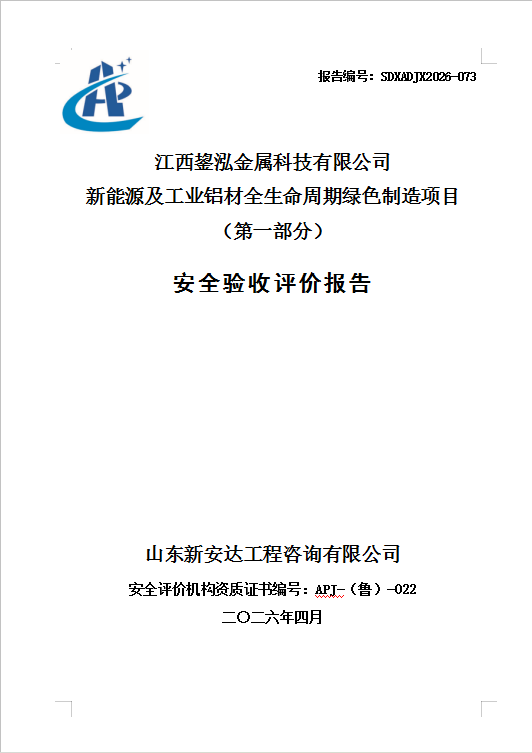 报告编号：SDXADJX2026-073
江西鋆泓金属科技有限公司
新能源及工业铝材全生命周期绿色制造项目
（第一部分）
安全验收评价报告
山东新安达工程咨询有限公司
安全评价机构资质证书编号：APJ-（鲁）-022
二〇二六年四月